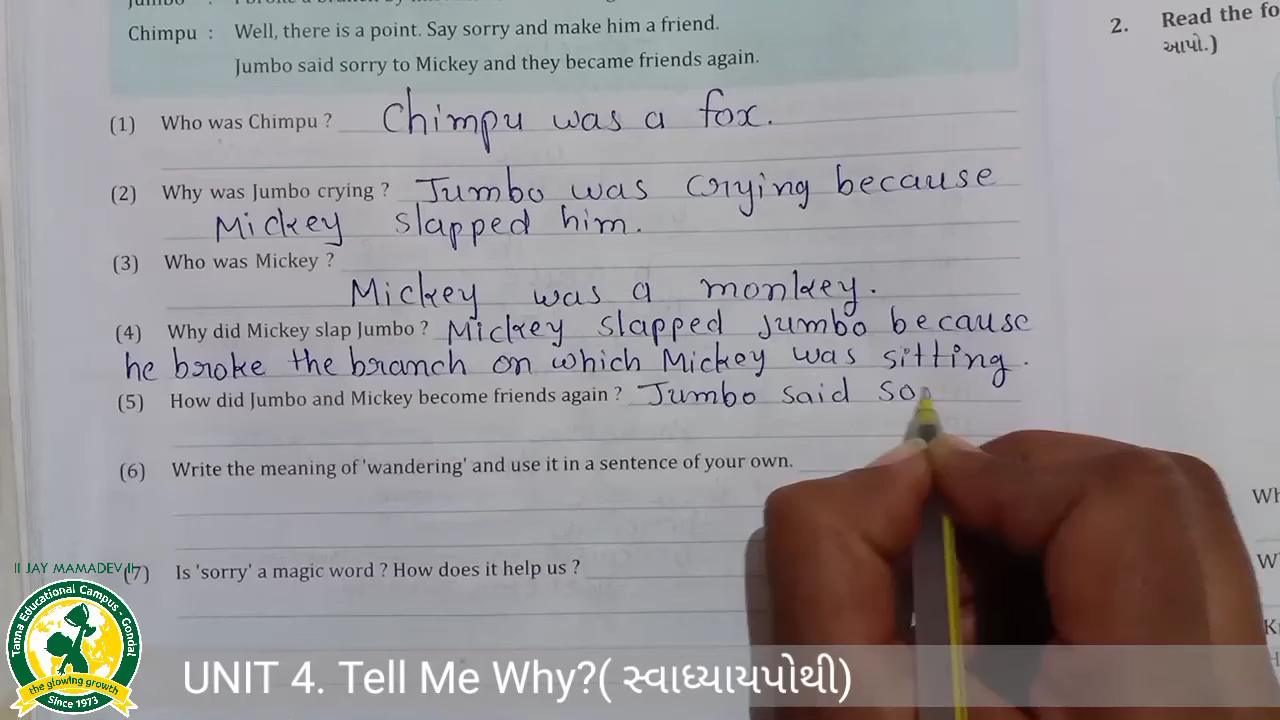 Chimpu : Well, there is a point. Say sorry and make him a friend.
Jumbo said sorry to Mickey and they became friends again.
(1) Who was Chimpu ? Chimpu was a fox.
(2) Why was Jumbo crying ? Jumbo was crying because
Mickey slapped him.
(3) Who was Mickey ?
Mickey was a monkey.
(4) Why did Mickey slap Jumbo ? Mickey slapped Jumbo because
he broke the branch on which Mickey was sitting.
(5) How did Jumbo and Mickey become friends again ? Jumbo said so
(6) Write the meaning of 'wandering' and use it in a sentence of your own.
(7) Is 'sorry' a magic word ? How does it help us ?
2. Read the fo
આપો.)
Wh
W
II JAY MAMADEV II
Tanna Educational Campus - Gondal
the glowing growth
Since 1973
UNIT 4. Tell Me Why?( સ્વાધ્યાયપોથી)